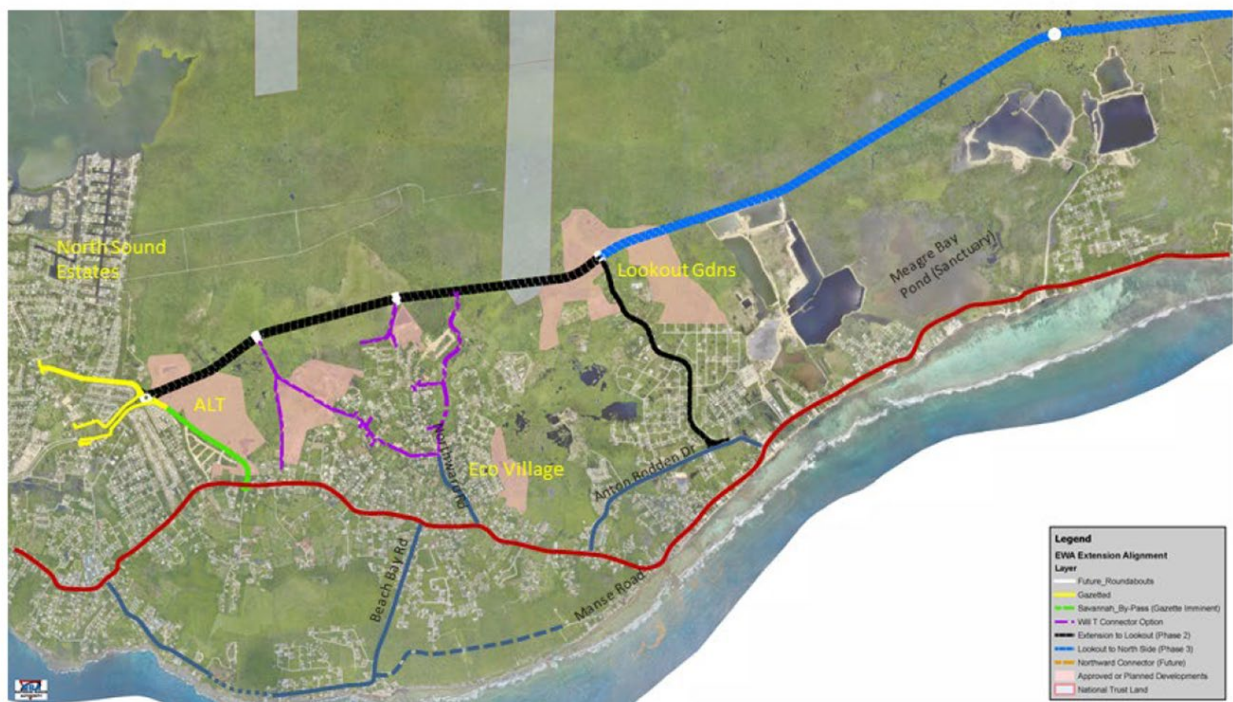 North Sound
Estates
Lookout Gdns
Meagre Bay
Pond (Sanctuary)
ALT
Eco Village
Northward Rd
Anton Bodden Dr
Beach Bay Rd
Manse Road
Legend
EWA Extension Alignment
Layer
Future_Roundabouts
Gazetted
Savannah_By-Pass (Gazette Imminent)
Will T Connector Option
Extension to Lookout (Phase 2)
Lookout to North Side (Phase 3)
Northward Connector (Future)
Approved or Planned Developments
National Trust Land